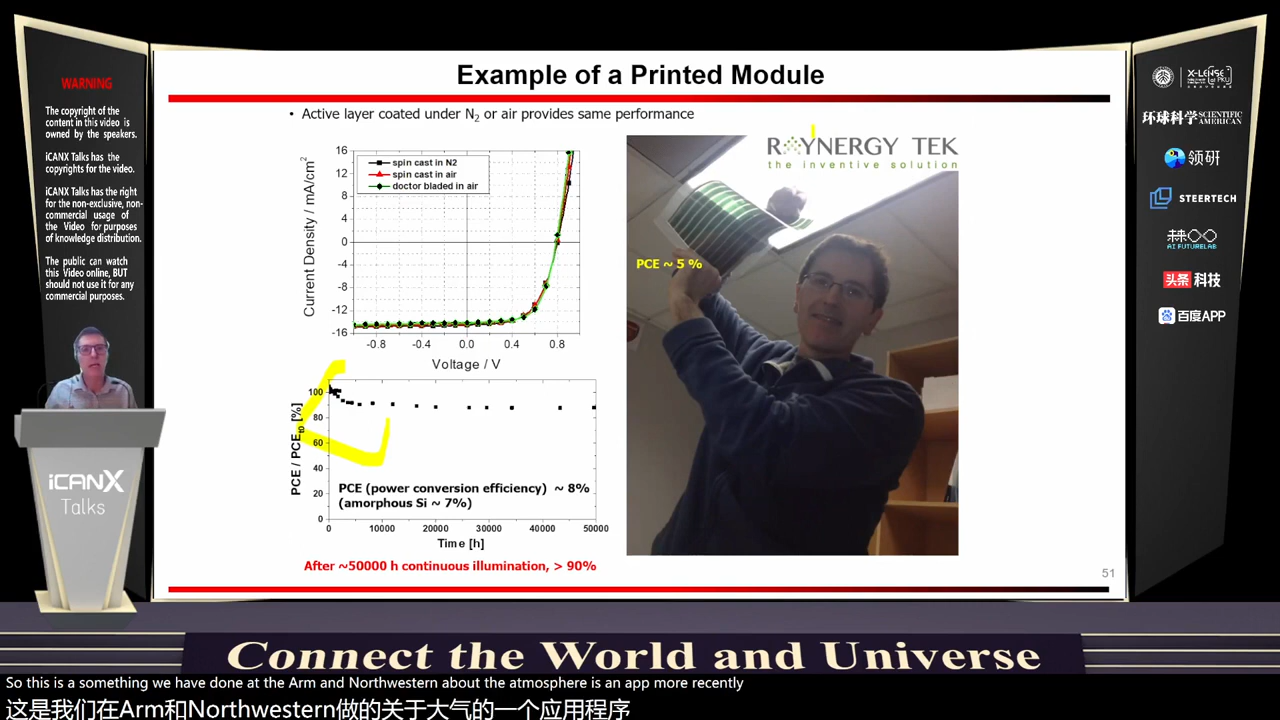 WARNING
The copyright of the
content in this video is
owned by the speakers.
iCANX Talks has the
copyrights for the video.
iCANX Talks has the right
for the non-exclusive, non-
commercial usage of
the Video for purposes
of knowledge distribution.
The public can watch
this Video online, BUT
should not use it for any
commercial purposes.
iCANX
Talks
Example of a Printed Module
• Active layer coated under N2 or air provides same performance
Current Density / mA/cm2
16
12
8
4
0
-4
-8
-12
-16
spin cast in N2
spin cast in air
doctor bladed in air
-0.8 -0.4 0.0 0.4 0.8
Voltage / V
PCE / PCEt0 [%]
100
80
60
40
20
0
PCE (power conversion efficiency) ~ 8%
(amorphous Si ~ 7%)
0 10000 20000 30000 40000 50000
Time [h]
After ~50000 h continuous illumination, > 90%
RAYNERGY TEK
the inventive solution
PCE ~ 5 %
51
X-LENSE
环球科学 SCIENTIFIC AMERICAN
领研
STEERTECH
AI FUTURELAB
头条 科技
百度APP
Connect the World and Universe
So this is a something we have done at the Arm and Northwestern about the atmosphere is an app more recently
这是我们在Arm和Northwestern做的关于大气的一个应用程序